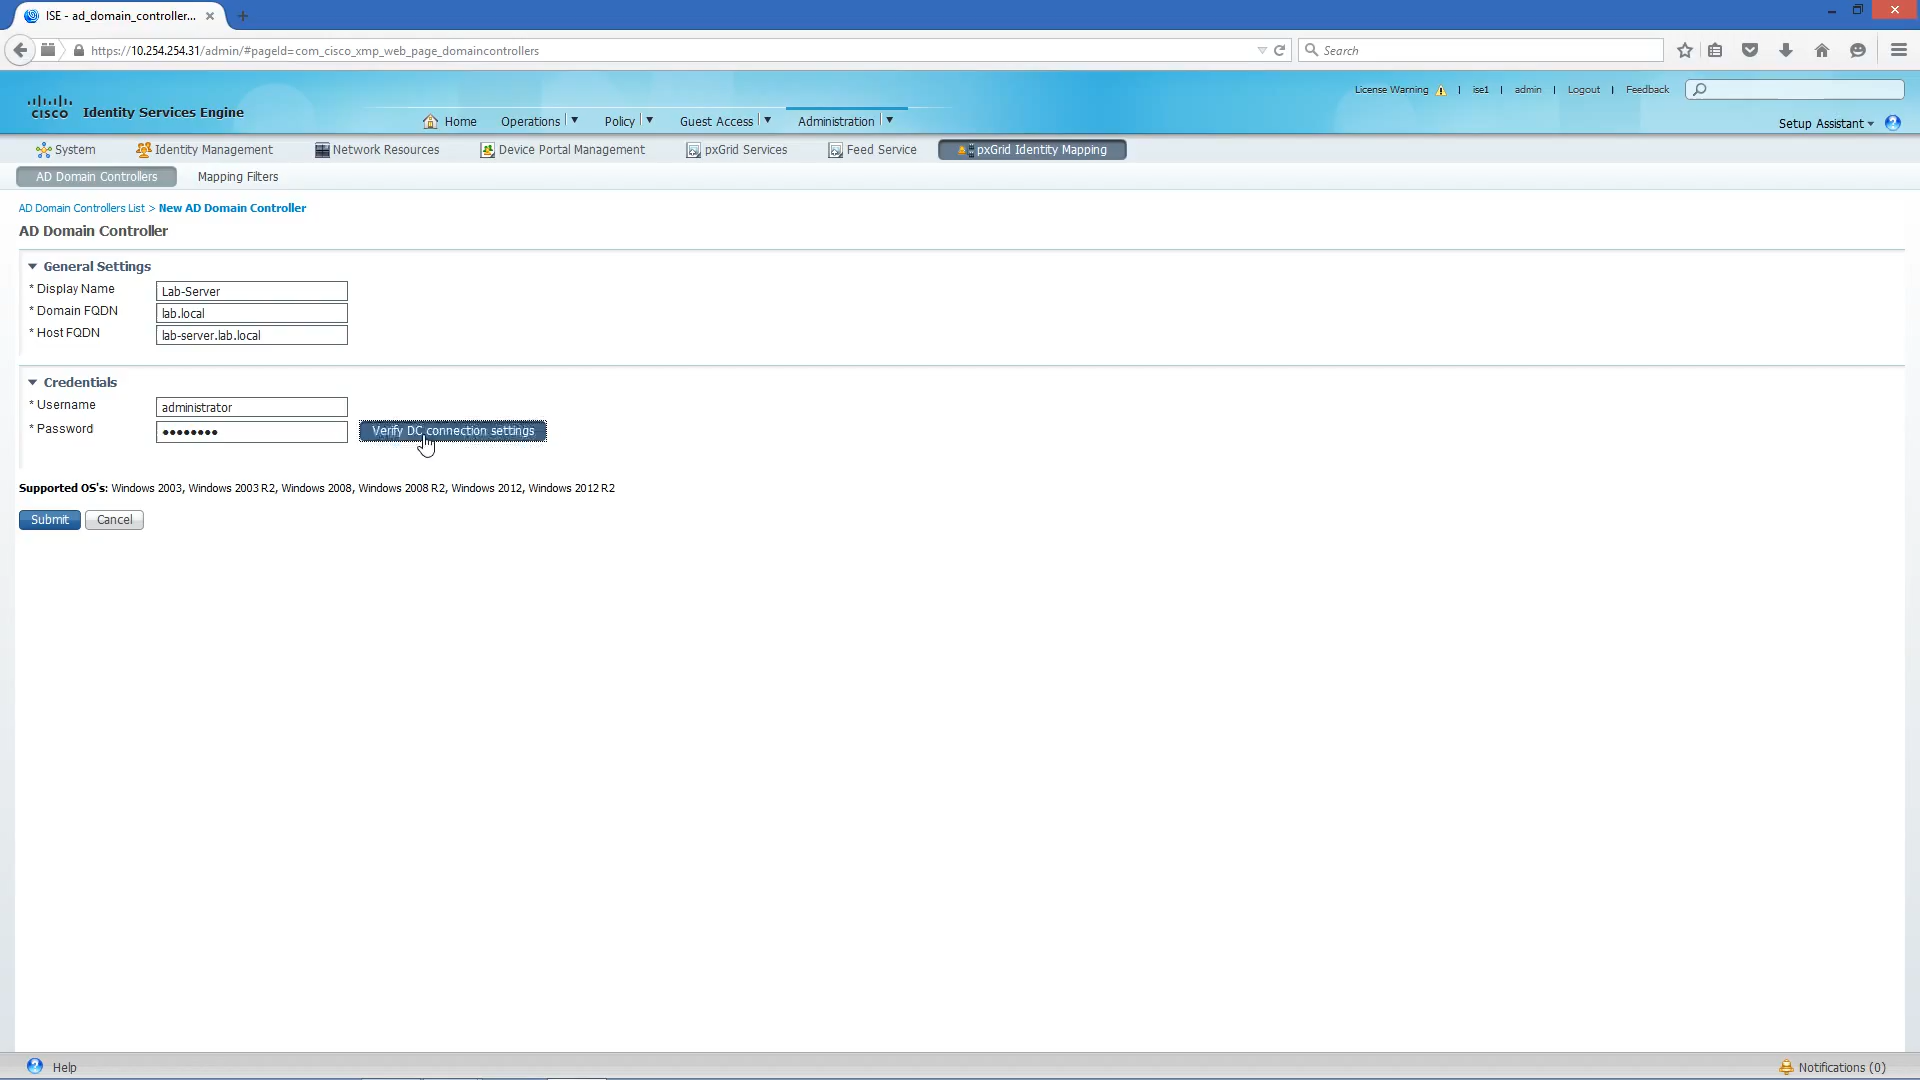 ISE - ad_domain_controller...
https://10.254.254.31/admin/#pageId=com_cisco_xmp_web_page_domaincontrollers
Search
License Warning | ise1 | admin | Logout | Feedback
cisco Identity Services Engine
Home Operations Policy Guest Access Administration
Setup Assistant
System Identity Management Network Resources Device Portal Management pxGrid Services Feed Service pxGrid Identity Mapping
AD Domain Controllers Mapping Filters
AD Domain Controllers List > New AD Domain Controller
AD Domain Controller
General Settings
* Display Name Lab-Server
* Domain FQDN lab.local
* Host FQDN lab-server.lab.local
Credentials
* Username administrator
* Password ●●●●●●●● Verify DC connection settings
Supported OS's: Windows 2003, Windows 2003 R2, Windows 2008, Windows 2008 R2, Windows 2012, Windows 2012 R2
Submit Cancel
Help Notifications (0)